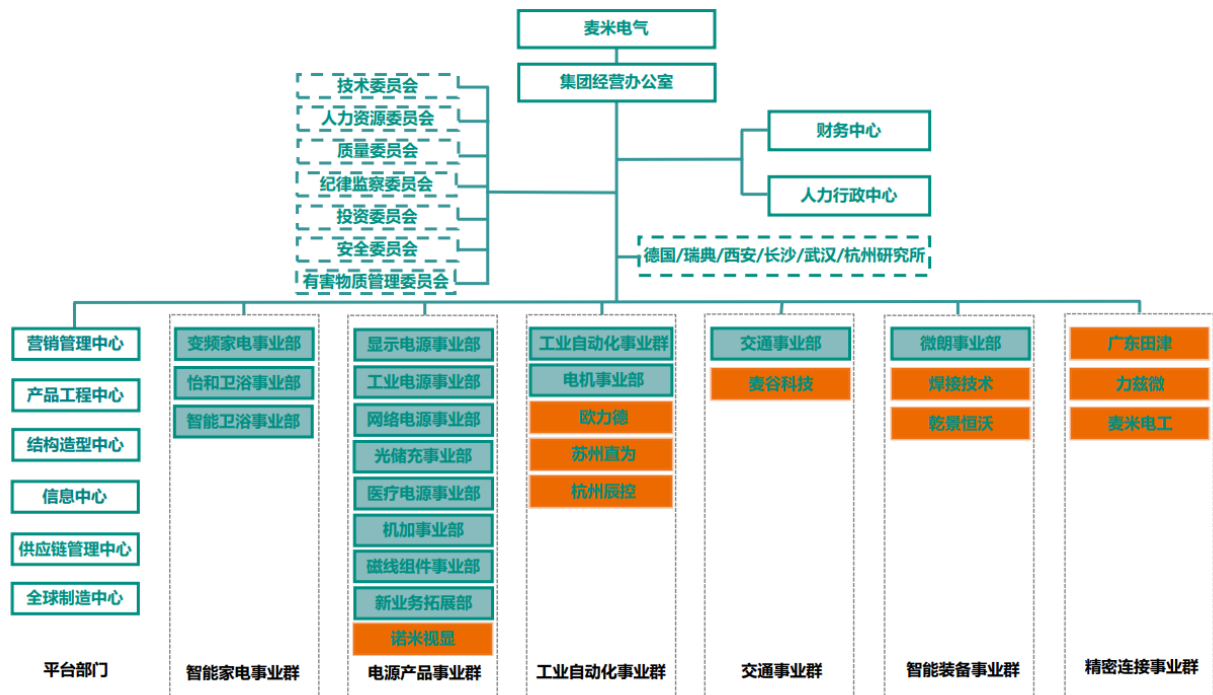 麦米电气
集团经营办公室
技术委员会
人力资源委员会
质量委员会
纪律监察委员会
投资委员会
安全委员会
有害物质管理委员会
财务中心
人力行政中心
德国/瑞典/西安/长沙/武汉/杭州研究所
营销管理中心
产品工程中心
结构造型中心
信息中心
供应链管理中心
全球制造中心
平台部门
变频家电事业部
怡和卫浴事业部
智能卫浴事业部
智能家电事业群
显示电源事业部
工业电源事业部
网络电源事业部
光储充事业部
医疗电源事业部
机加事业部
磁线组件事业部
新业务拓展部
诺米视显
电源产品事业群
工业自动化事业群
电机事业部
欧力德
苏州直为
杭州辰控
工业自动化事业群
交通事业部
麦谷科技
交通事业群
微朗事业部
焊接技术
乾景恒沃
智能装备事业群
广东田津
力兹微
麦米电工
精密连接事业群